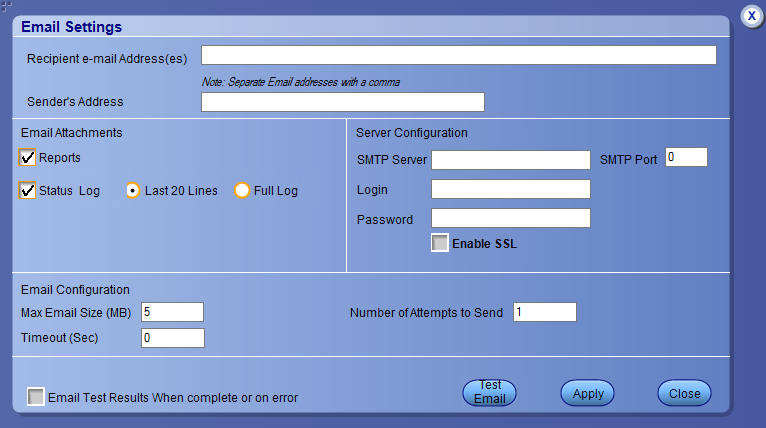 X
Email Settings
Recipient e-mail Address(es)
Note: Separate Email addresses with a comma
Sender's Address
Email Attachments
Reports
Status Log Last 20 Lines Full Log
Server Configuration
SMTP Server SMTP Port 0
Login
Password
Enable SSL
Email Configuration
Max Email Size (MB) 5 Number of Attempts to Send 1
Timeout (Sec) 0
Email Test Results When complete or on error
Test
Email
Apply
Close